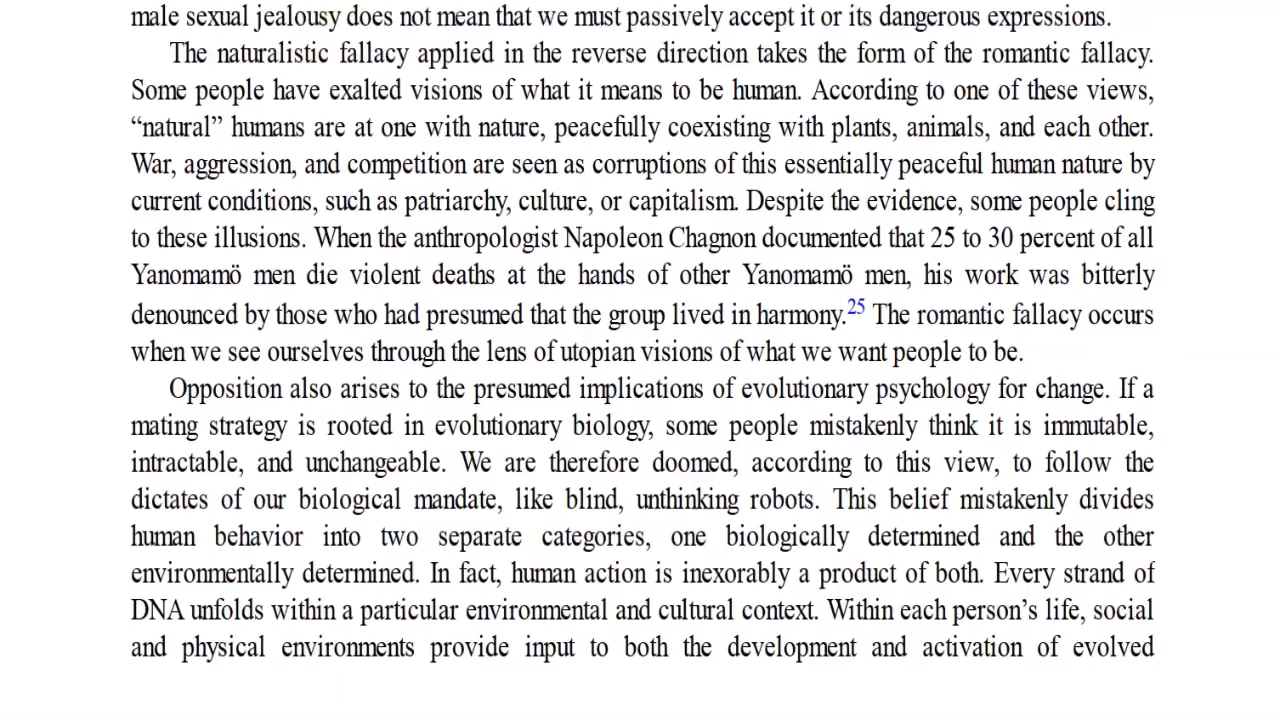 male sexual jealousy does not mean that we must passively accept it or its dangerous expressions.
The naturalistic fallacy applied in the reverse direction takes the form of the romantic fallacy.
Some people have exalted visions of what it means to be human. According to one of these views,
“natural” humans are at one with nature, peacefully coexisting with plants, animals, and each other.
War, aggression, and competition are seen as corruptions of this essentially peaceful human nature by
current conditions, such as patriarchy, culture, or capitalism. Despite the evidence, some people cling
to these illusions. When the anthropologist Napoleon Chagnon documented that 25 to 30 percent of all
Yanomamö men die violent deaths at the hands of other Yanomamö men, his work was bitterly
denounced by those who had presumed that the group lived in harmony.25 The romantic fallacy occurs
when we see ourselves through the lens of utopian visions of what we want people to be.
Opposition also arises to the presumed implications of evolutionary psychology for change. If a
mating strategy is rooted in evolutionary biology, some people mistakenly think it is immutable,
intractable, and unchangeable. We are therefore doomed, according to this view, to follow the
dictates of our biological mandate, like blind, unthinking robots. This belief mistakenly divides
human behavior into two separate categories, one biologically determined and the other
environmentally determined. In fact, human action is inexorably a product of both. Every strand of
DNA unfolds within a particular environmental and cultural context. Within each person’s life, social
and physical environments provide input to both the development and activation of evolved